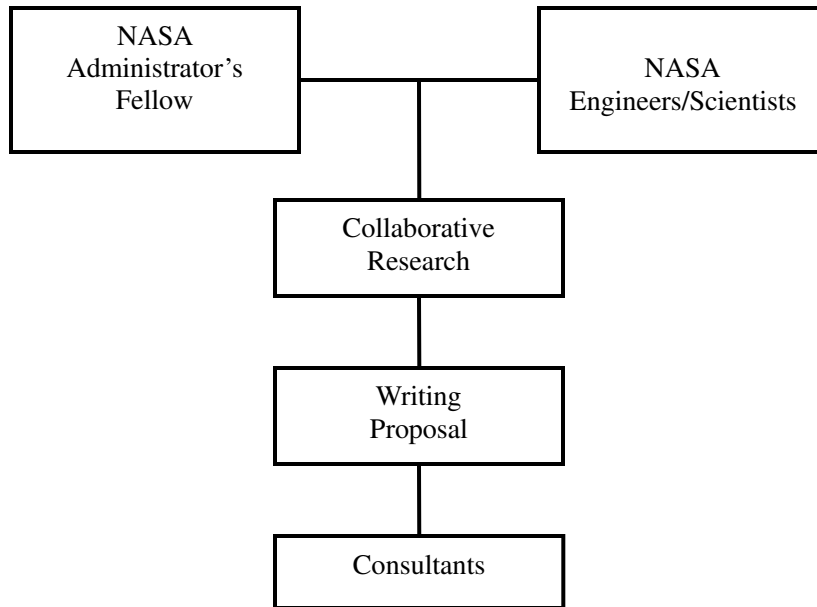 NASA
Administrator’s
Fellow
NASA
Engineers/Scientists
Collaborative
Research
Writing
Proposal
Consultants